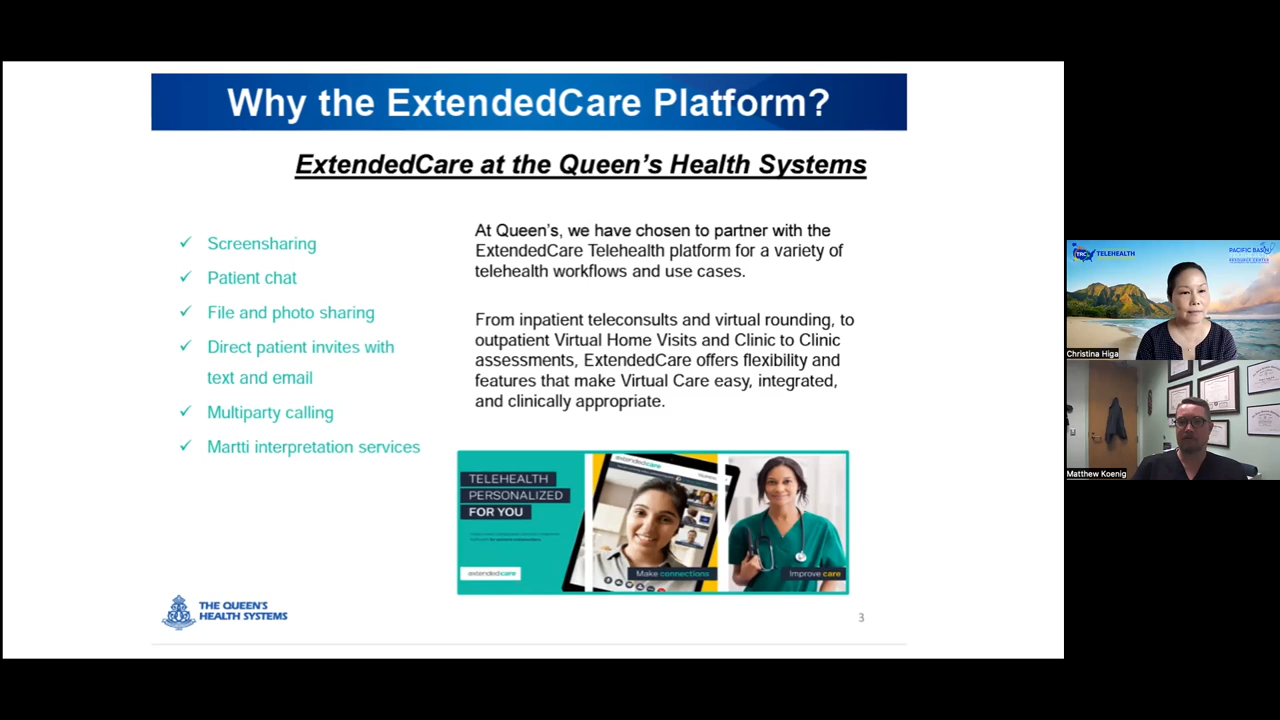 Why the ExtendedCare Platform?
ExtendedCare at the Queen's Health Systems
✓ Screensharing
✓ Patient chat
✓ File and photo sharing
✓ Direct patient invites with
text and email
✓ Multiparty calling
✓ Martti interpretation services
At Queen's, we have chosen to partner with the
ExtendedCare Telehealth platform for a variety of
telehealth workflows and use cases.
From inpatient teleconsults and virtual rounding, to
outpatient Virtual Home Visits and Clinic to Clinic
assessments, ExtendedCare offers flexibility and
features that make Virtual Care easy, integrated,
and clinically appropriate.
TELEHEALTH
PERSONALIZED
FOR YOU
extendedcare
extendedcare
Make connections
Improve care
THE QUEEN'S
HEALTH SYSTEMS
3
TRC
TELEHEALTH
PACIFIC BASIN
RESOURCE CENTER
Christina Higa
Matthew Koenig